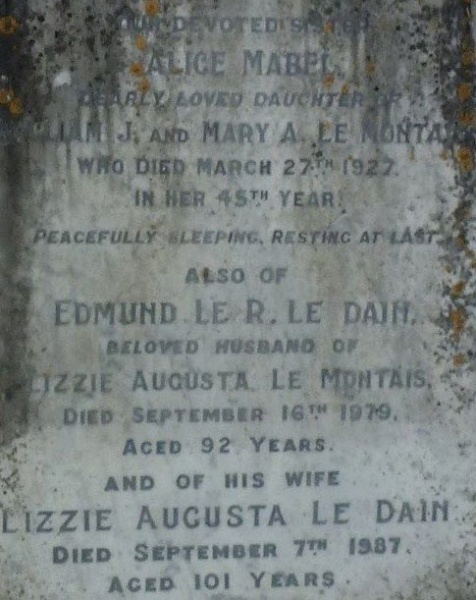 OUR DEVOTED SISTER
ALICE MABEL,
DEARLY LOVED DAUGHTER OF
WILLIAM J. AND MARY A. LE MONTAIS
WHO DIED MARCH 27TH 1927.
IN HER 45TH YEAR.
PEACEFULLY SLEEPING, RESTING AT LAST.
ALSO OF
EDMUND LE R. LE DAIN,
BELOVED HUSBAND OF
LIZZIE AUGUSTA LE MONTAIS,
DIED SEPTEMBER 16TH 1979.
AGED 92 YEARS.
AND OF HIS WIFE
LIZZIE AUGUSTA LE DAIN
DIED SEPTEMBER 7TH 1987.
AGED 101 YEARS.